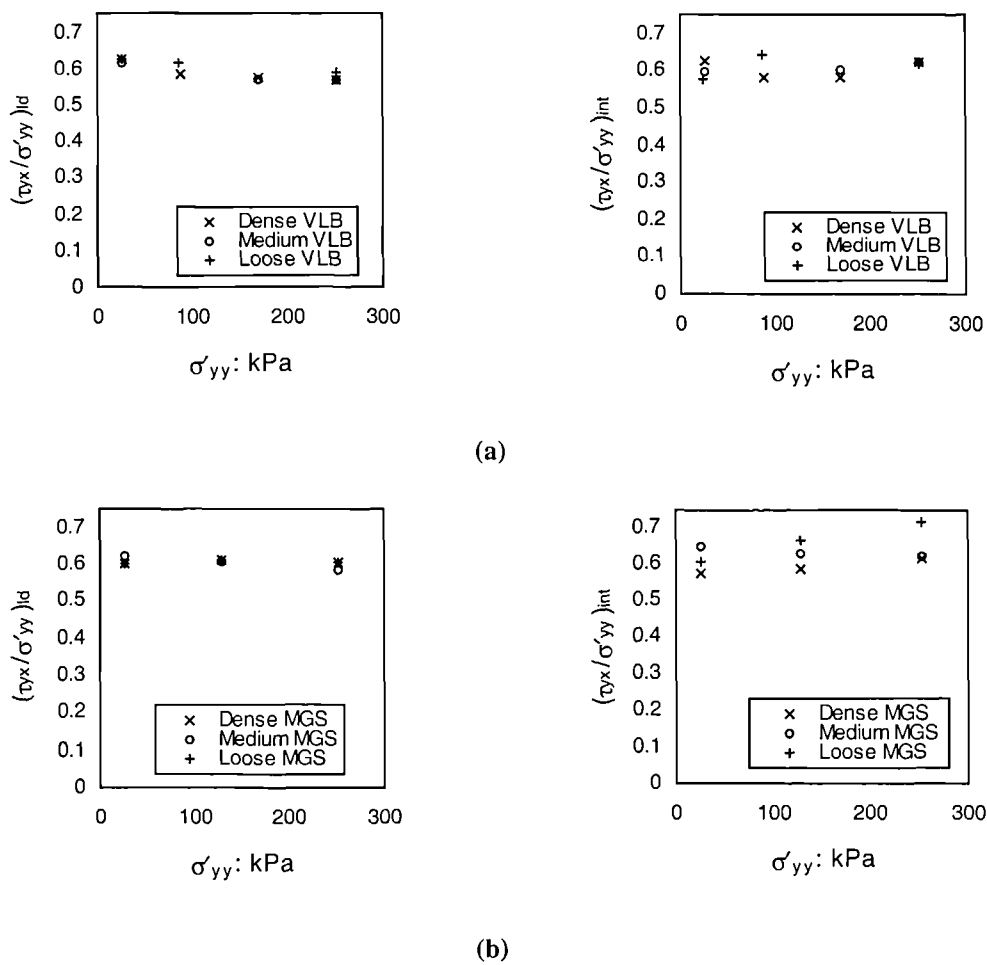 0.7
0.6
0.5
0.4
0.3
0.2
0.1
0
(τyx/σ′yy)ld
× Dense VLB
o Medium VLB
+ Loose VLB
0 100 200 300
σ′yy: kPa
0.7
0.6
0.5
0.4
0.3
0.2
0.1
0
(τyx/σ′yy)int
× Dense VLB
o Medium VLB
+ Loose VLB
0 100 200 300
σ′yy: kPa
(a)
0.7
0.6
0.5
0.4
0.3
0.2
0.1
0
(τyx/σ′yy)ld
× Dense MGS
o Medium MGS
+ Loose MGS
0 100 200 300
σ′yy: kPa
0.7
0.6
0.5
0.4
0.3
0.2
0.1
0
(τyx/σ′yy)int
× Dense MGS
o Medium MGS
+ Loose MGS
0 100 200 300
σ′yy: kPa
(b)